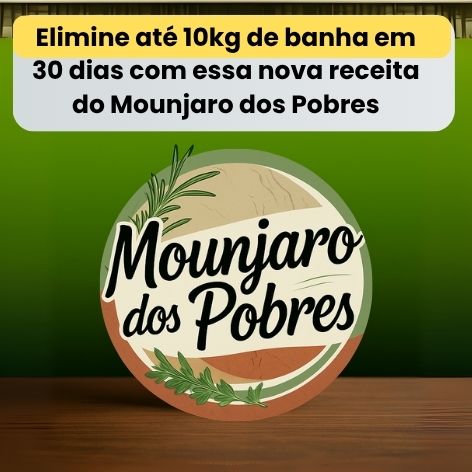 Elimine até 10kg de banha em
30 dias com essa nova receita
do Mounjaro dos Pobres
Mounjaro
dos Pobres